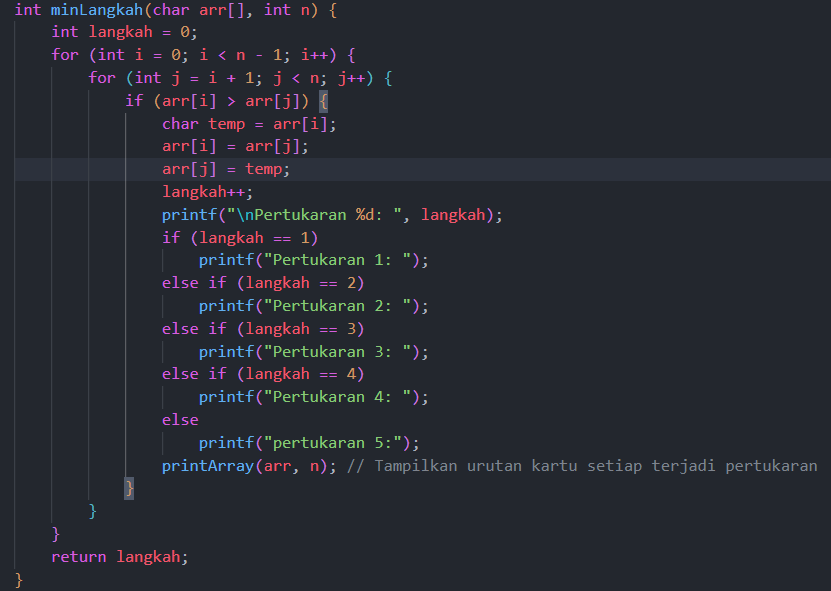 int minLangkah(char arr[], int n) {
int langkah = 0;
for (int i = 0; i < n - 1; i++) {
for (int j = i + 1; j < n; j++) {
if (arr[i] > arr[j]) {
char temp = arr[i];
arr[i] = arr[j];
arr[j] = temp;
langkah++;
printf("\nPertukaran %d: ", langkah);
if (langkah == 1)
printf("Pertukaran 1: ");
else if (langkah == 2)
printf("Pertukaran 2: ");
else if (langkah == 3)
printf("Pertukaran 3: ");
else if (langkah == 4)
printf("Pertukaran 4: ");
else
printf("pertukaran 5:");
printArray(arr, n); // Tampilkan urutan kartu setiap terjadi pertukaran
}
}
}
return langkah;
}